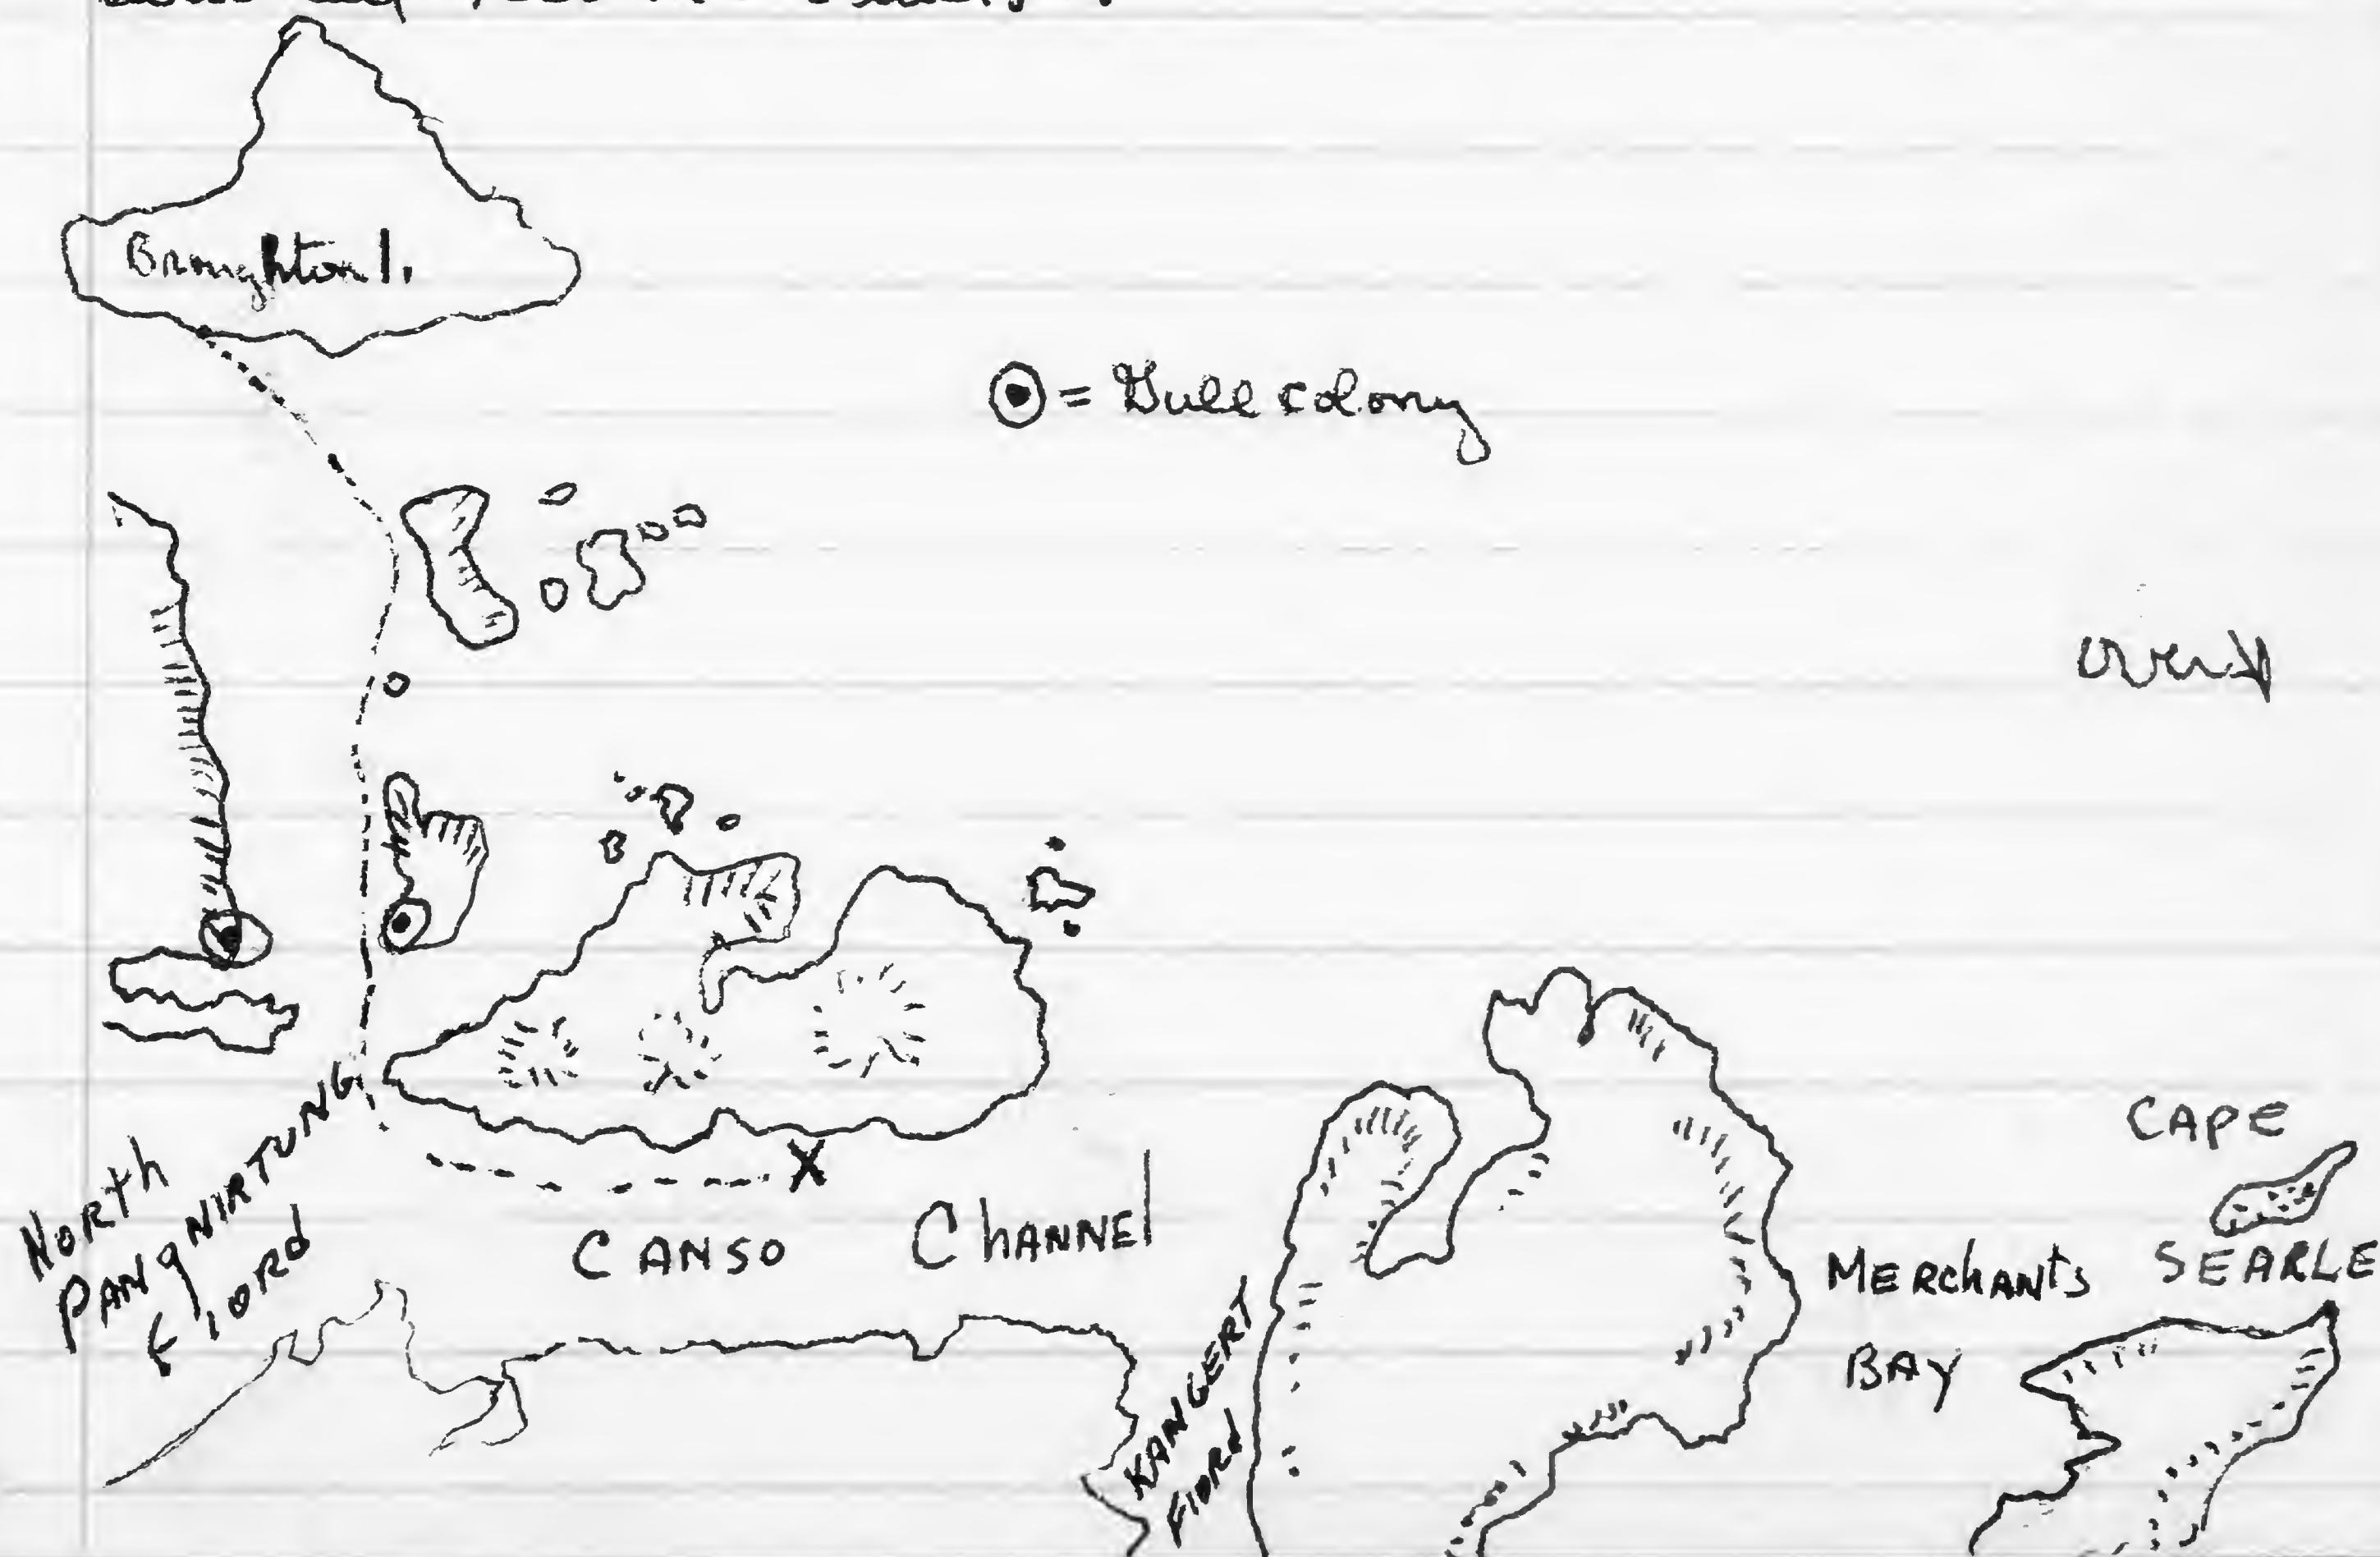 Broughton I.
= Gull colony
over
X
NORTH
PANGNIRTUNG
FIORD
CANSO CHANNEL
KANGERT
FIORD
MERCHANTS
BAY
CAPE
SEARLE